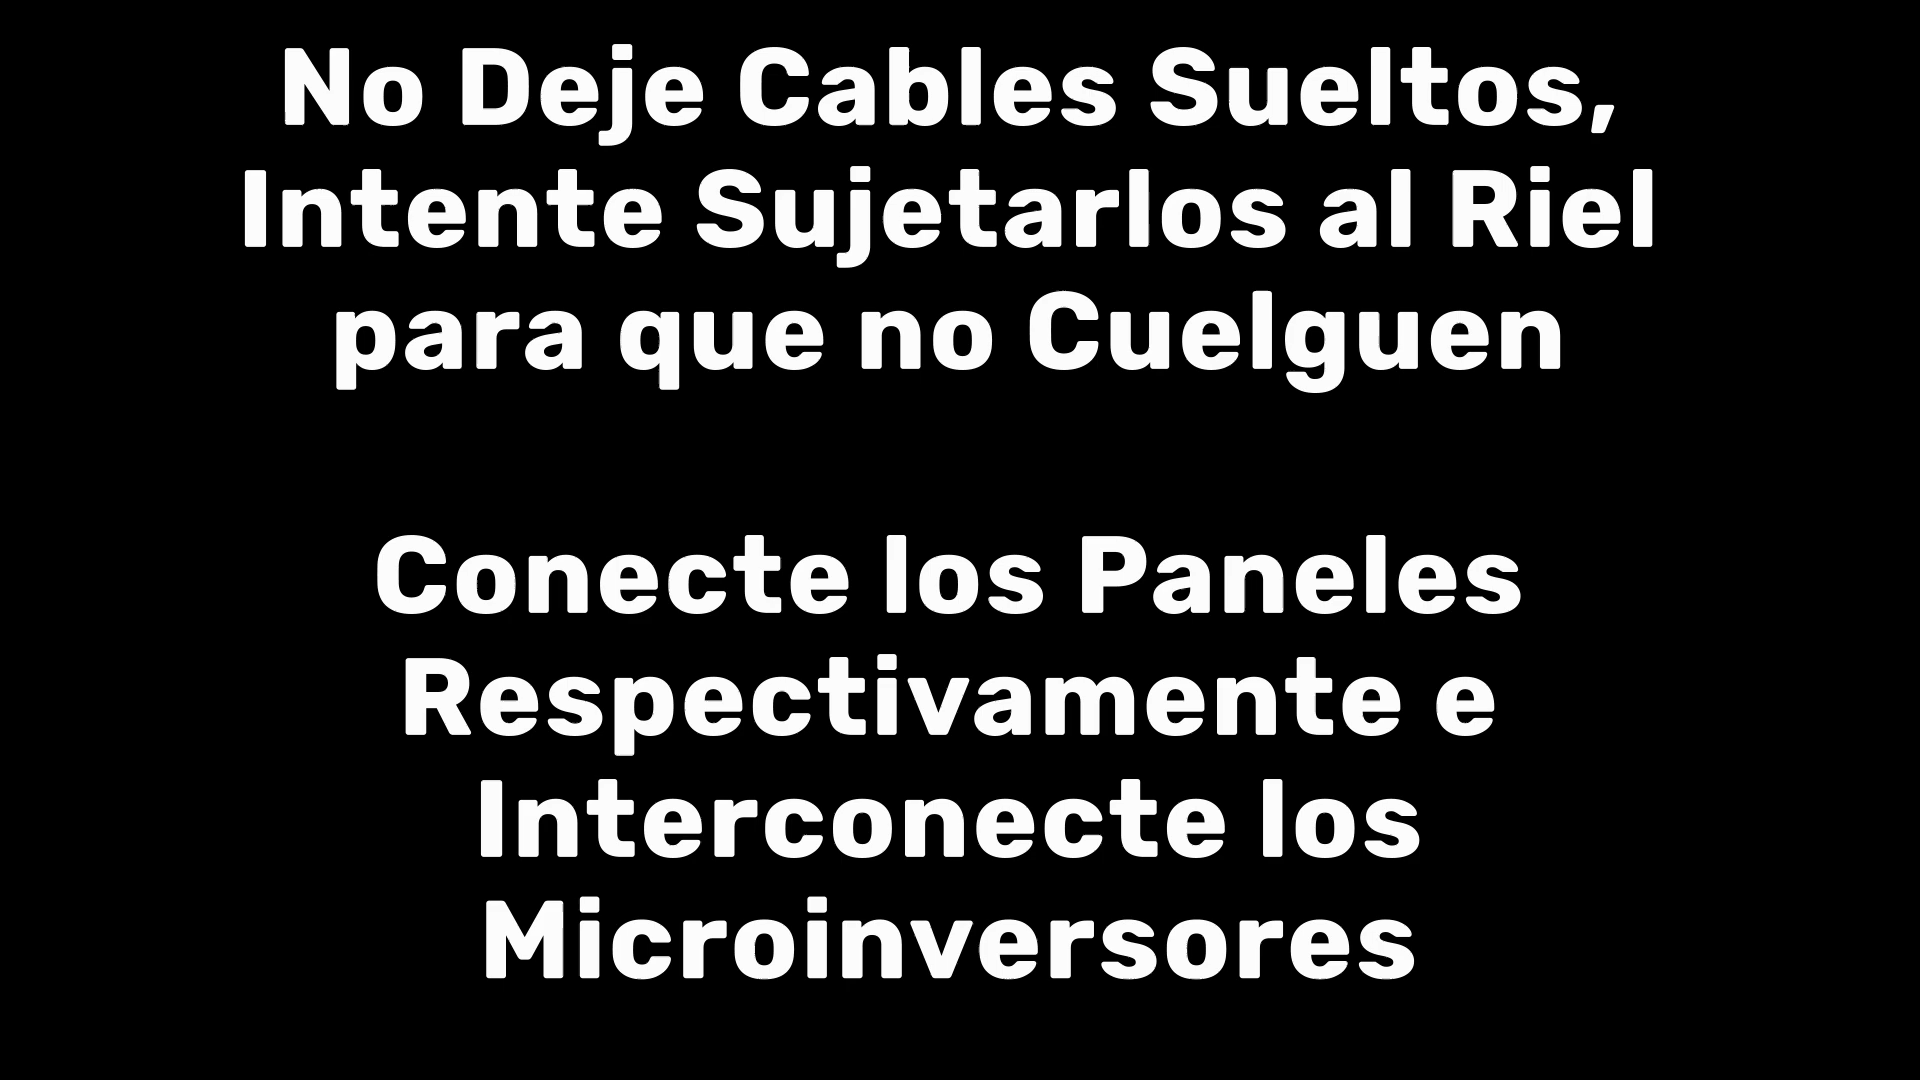 No Deje Cables Sueltos,
Intente Sujetarlos al Riel
para que no Cuelguen
Conecte los Paneles
Respectivamente e
Interconecte los
Microinversores